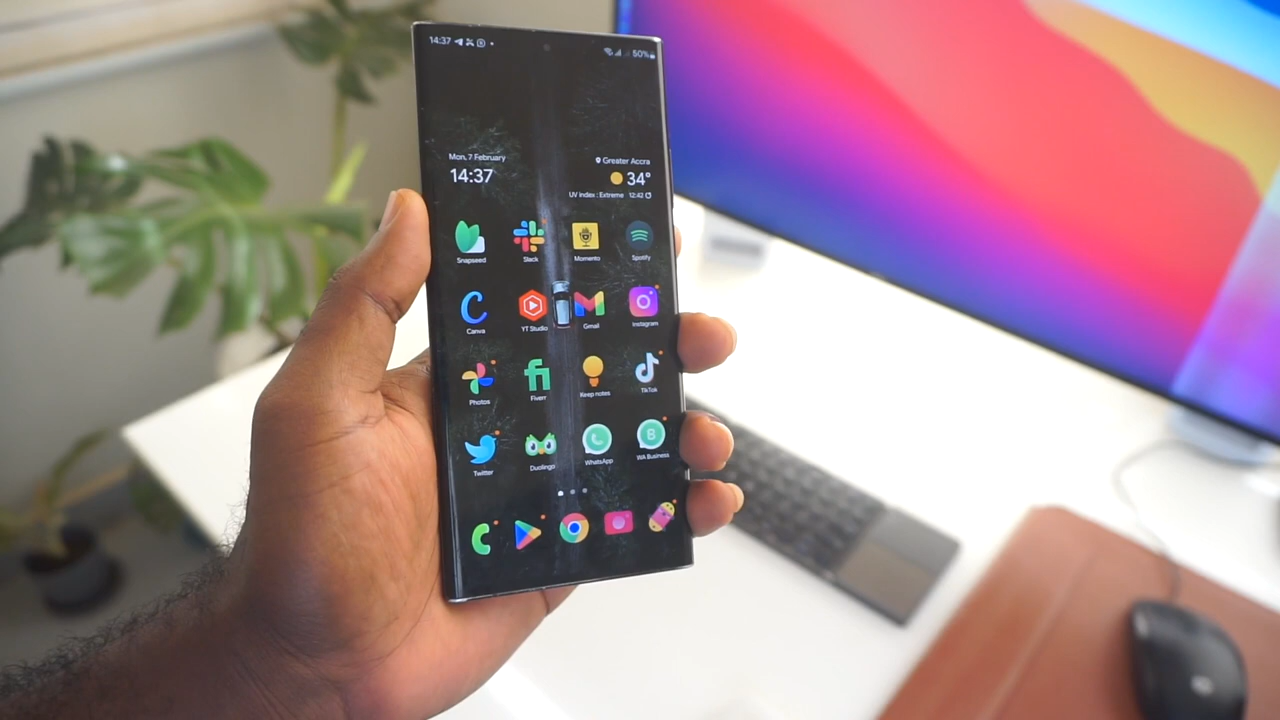 14:37
50%
Mon, 7 February
14:37
Greater Accra
34°
UV index : Extreme 12:42
Snapseed
Slack
Momento
Spotify
Canva
YT Studio
Gmail
Instagram
Photos
Fiverr
Keep notes
TikTok
Twitter
Duolingo
WhatsApp
WA Business
fi
B